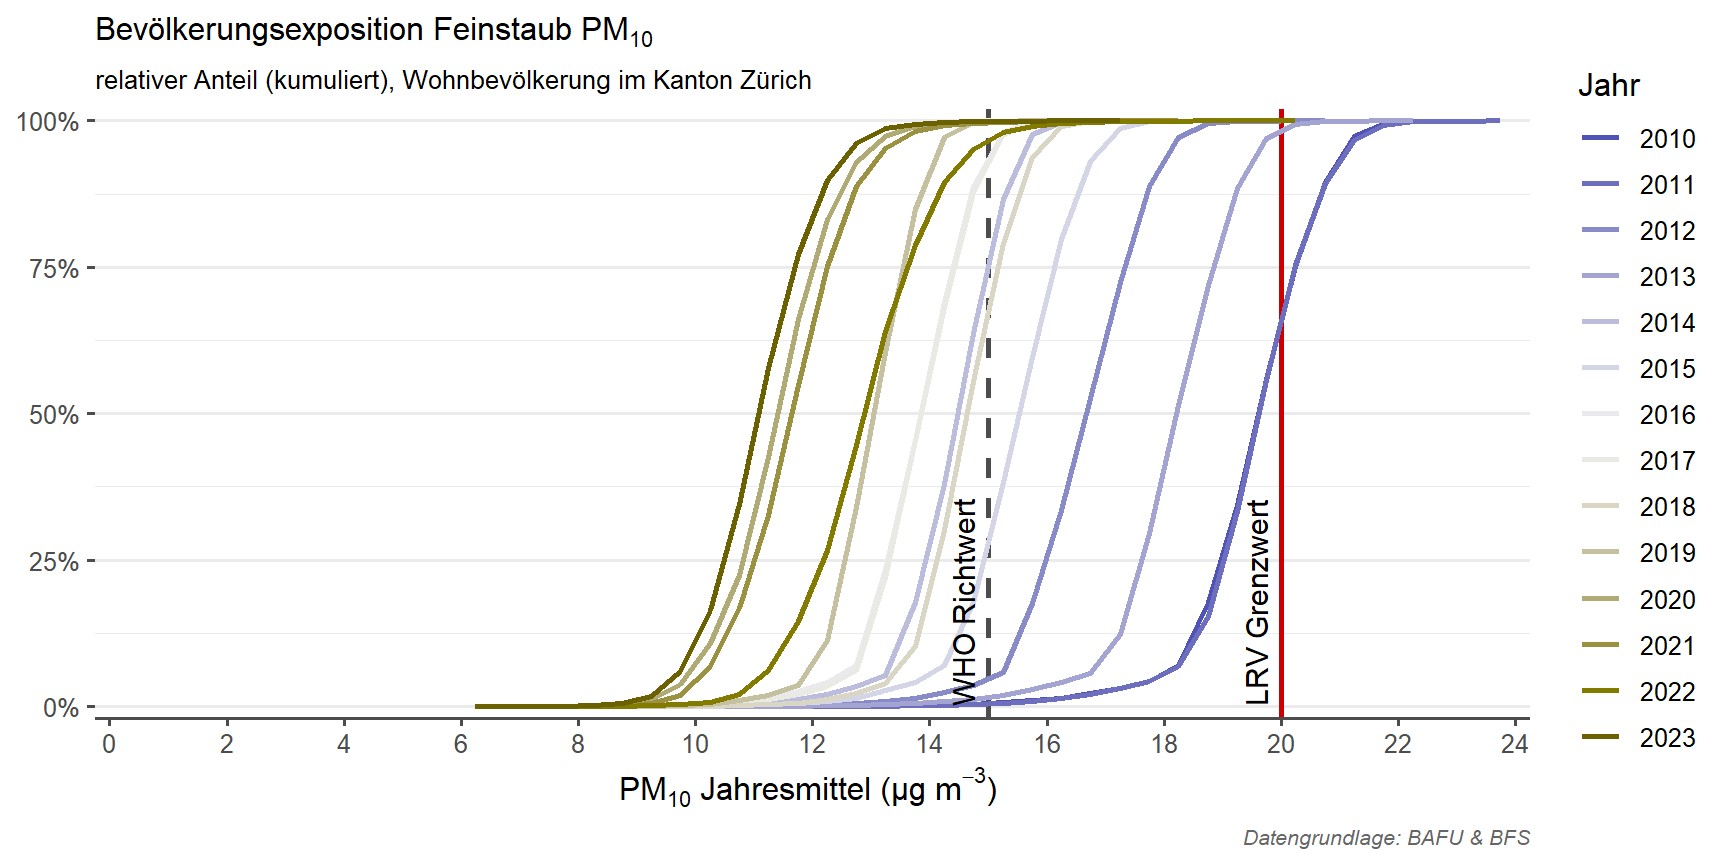 Bevölkerungsexposition Feinstaub PM₁₀
relativer Anteil (kumuliert), Wohnbevölkerung im Kanton Zürich
100%
75%
50%
25%
0%
WHO Richtwert
LRV Grenzwert
0 2 4 6 8 10 12 14 16 18 20 22 24
PM₁₀ Jahresmittel (µg m⁻³)
Jahr
2010
2011
2012
2013
2014
2015
2016
2017
2018
2019
2020
2021
2022
2023
Datengrundlage: BAFU & BFS